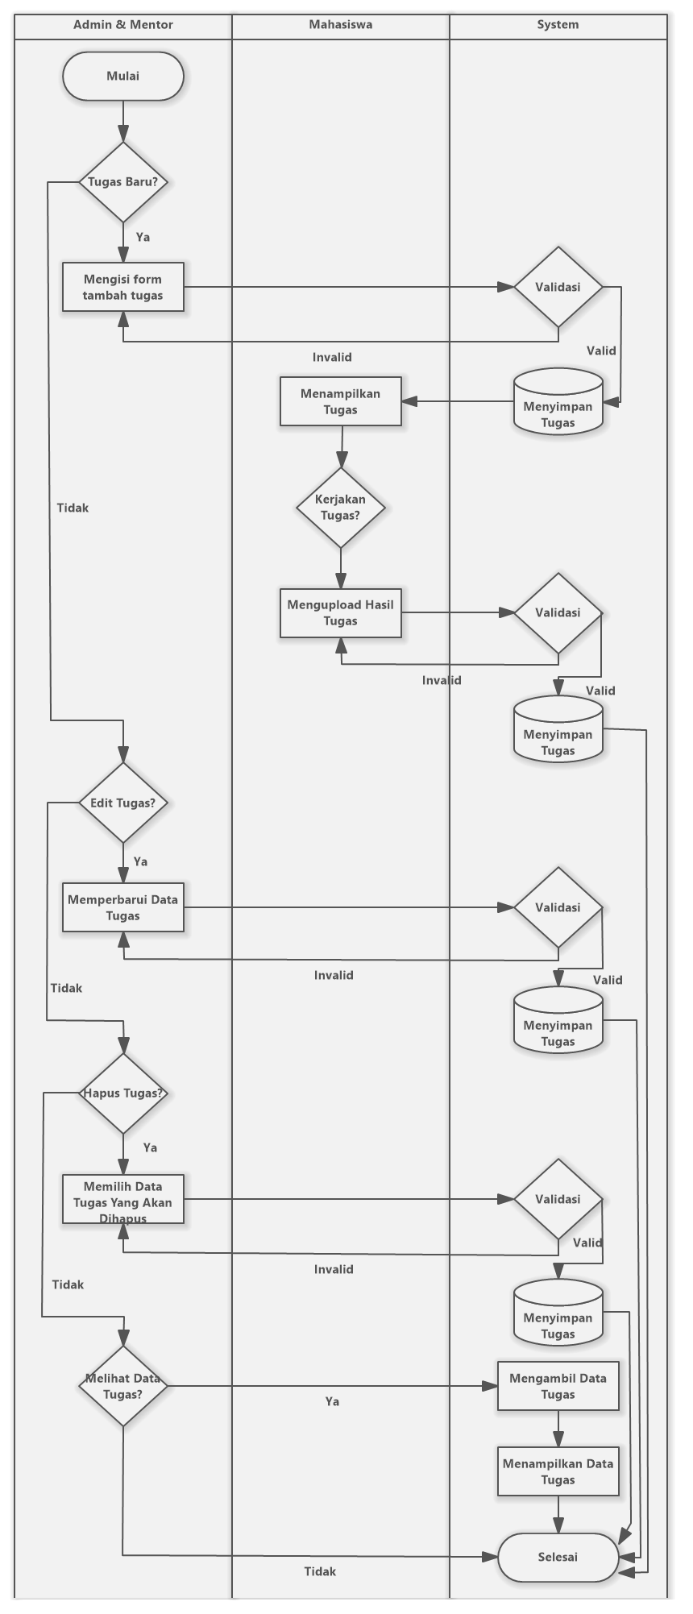 Admin & Mentor
Mahasiswa
System
Mulai
Tugas Baru?
Ya
Mengisi form
tambah tugas
Validasi
Invalid
Valid
Menampilkan
Tugas
Menyimpan
Tugas
Kerjakan
Tugas?
Tidak
Mengupload Hasil
Tugas
Validasi
Invalid
Valid
Menyimpan
Tugas
Edit Tugas?
Ya
Memperbarui Data
Tugas
Validasi
Invalid
Valid
Tidak
Menyimpan
Tugas
Hapus Tugas?
Ya
Memilih Data
Tugas Yang Akan
Dihapus
Validasi
Valid
Invalid
Tidak
Menyimpan
Tugas
Melihat Data
Tugas?
Ya
Mengambil Data
Tugas
Menampilkan Data
Tugas
Selesai
Tidak